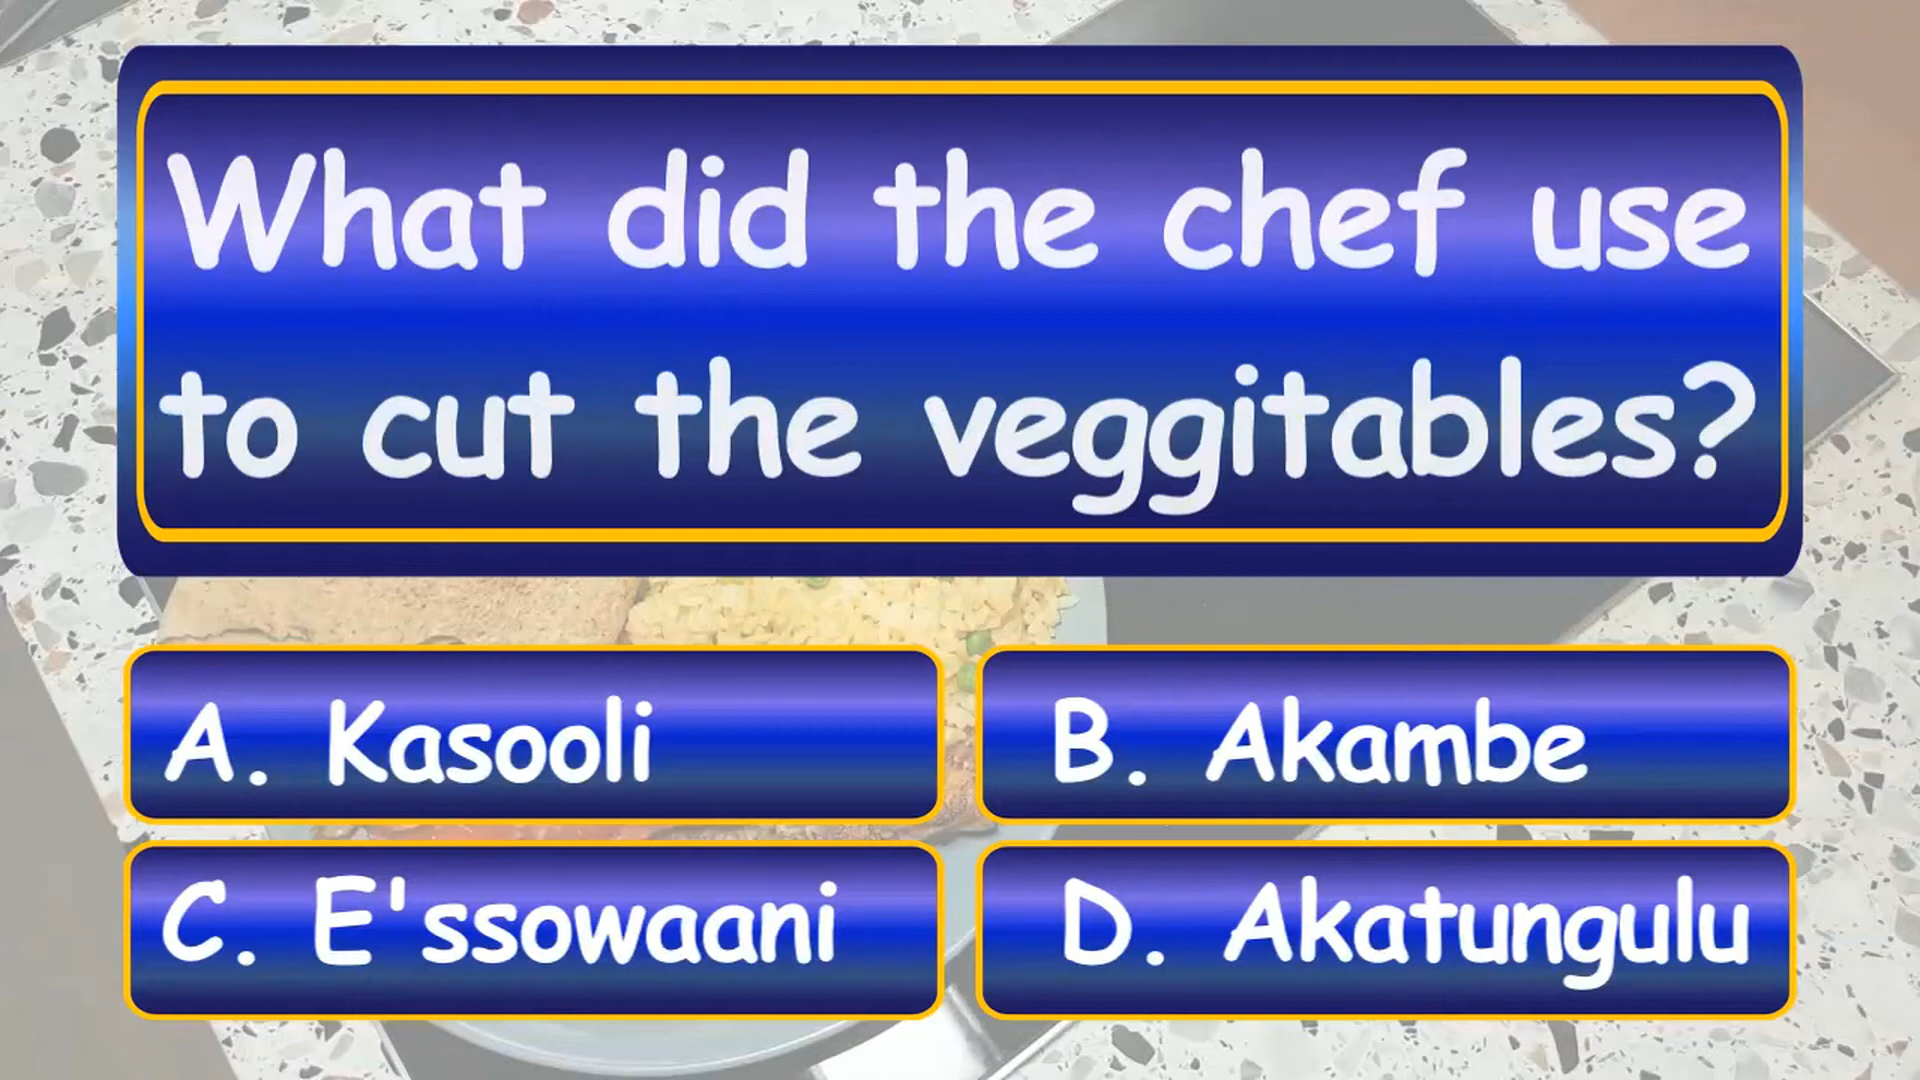 What did the chef use
to cut the veggitables?
A. Kasooli
B. Akambe
C. E'ssowaani
D. Akatungulu